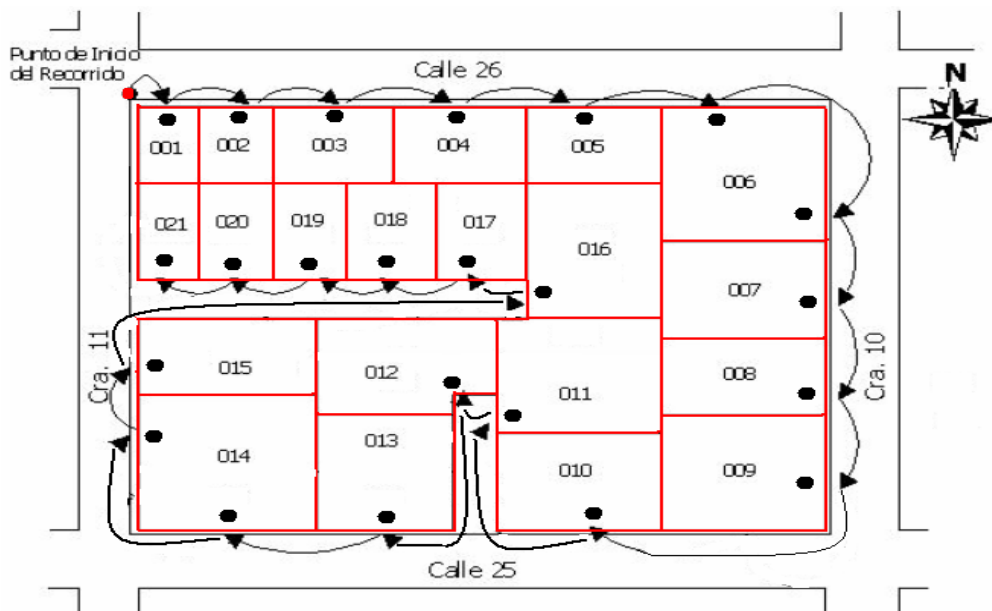 Punto de Inicio
del Recorrido
Calle 26
N
001 002 003 004 005
006
021 020 019 018 017
016
007
Cra. 11
Cra. 10
015 012
011
008
014 013
010 009
Calle 25